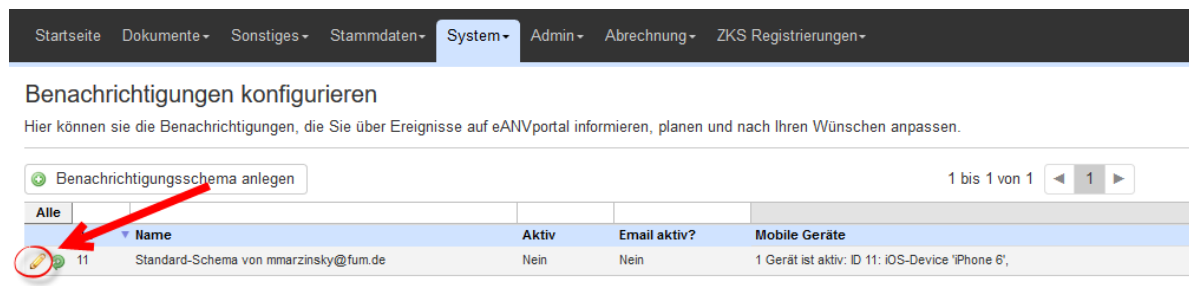 Startseite Dokumente Sonstiges Stammdaten System Admin Abrechnung ZKS Registrierungen
Benachrichtigungen konfigurieren
Hier können sie die Benachrichtigungen, die Sie über Ereignisse auf eANVportal informieren, planen und nach Ihren Wünschen anpassen.
Benachrichtigungsschema anlegen 1 bis 1 von 1 1
Alle
Name Aktiv Email aktiv? Mobile Geräte
11 Standard-Schema von mmarzinsky@fum.de Nein Nein 1 Gerät ist aktiv: ID 11: iOS-Device 'iPhone 6',